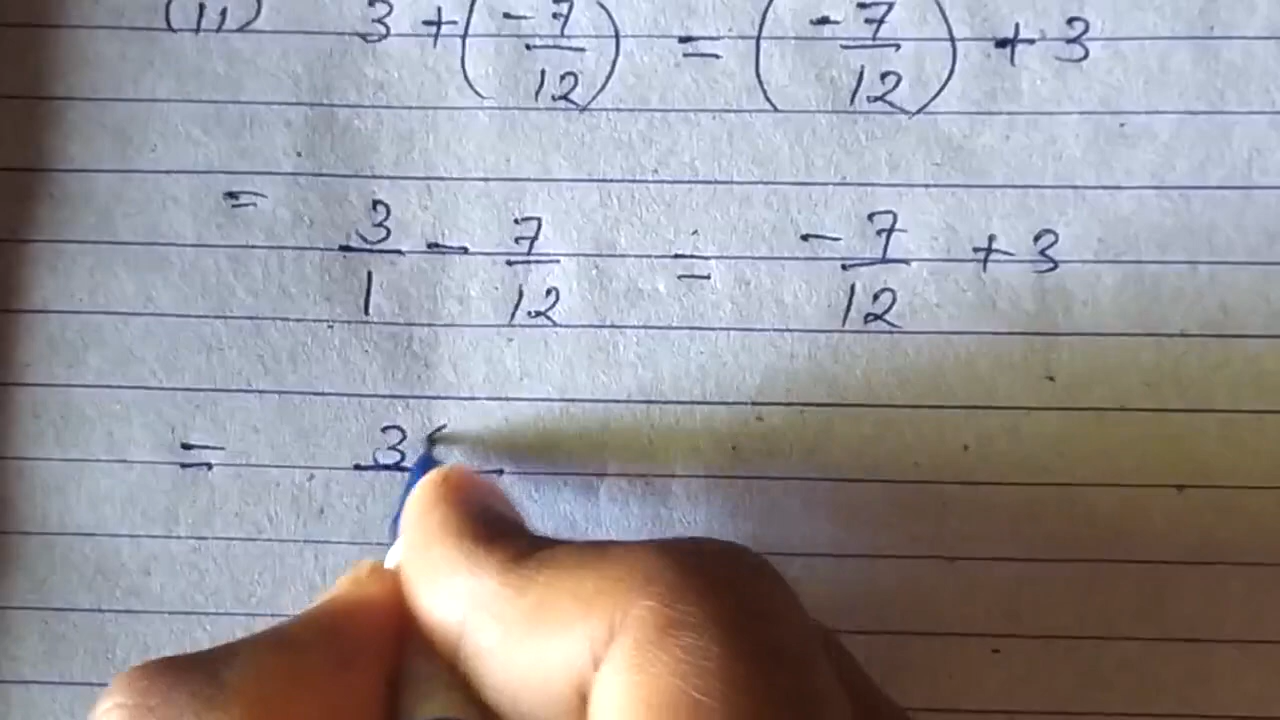 (ii) 3 + (-7/12) = (-7/12) + 3
= 3/1 - 7/12 = -7/12 + 3
= 3